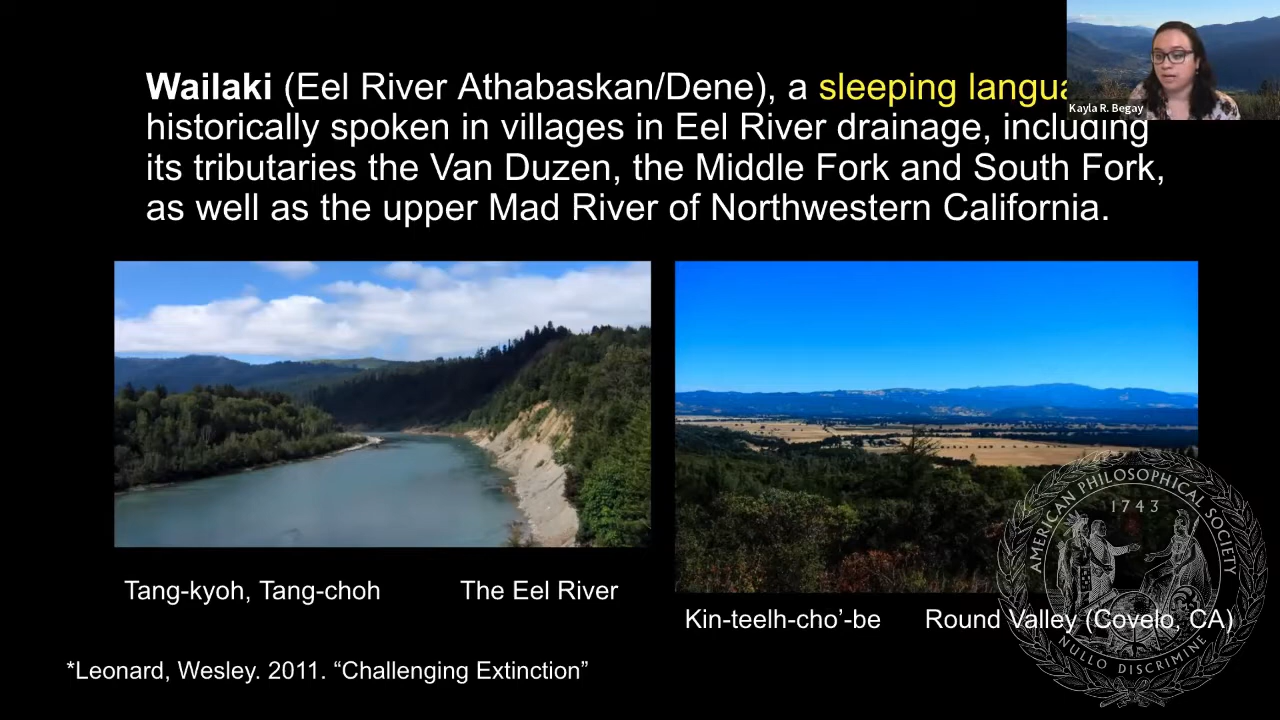 Wailaki (Eel River Athabaskan/Dene), a sleeping
Kayla R. Begay
historically spoken in villages in Eel River drainage, including
its tributaries the Van Duzen, the Middle Fork and South Fork,
as well as the upper Mad River of Northwestern California.
Tang-kyoh, Tang-choh The Eel River
Kin-teelh-cho’-be Round Valley (Covelo, CA)
*Leonard, Wesley. 2011. “Challenging Extinction”
AMERICAN PHILOSOPHICAL SOCIETY
1743
NULLO DISCRIMINE